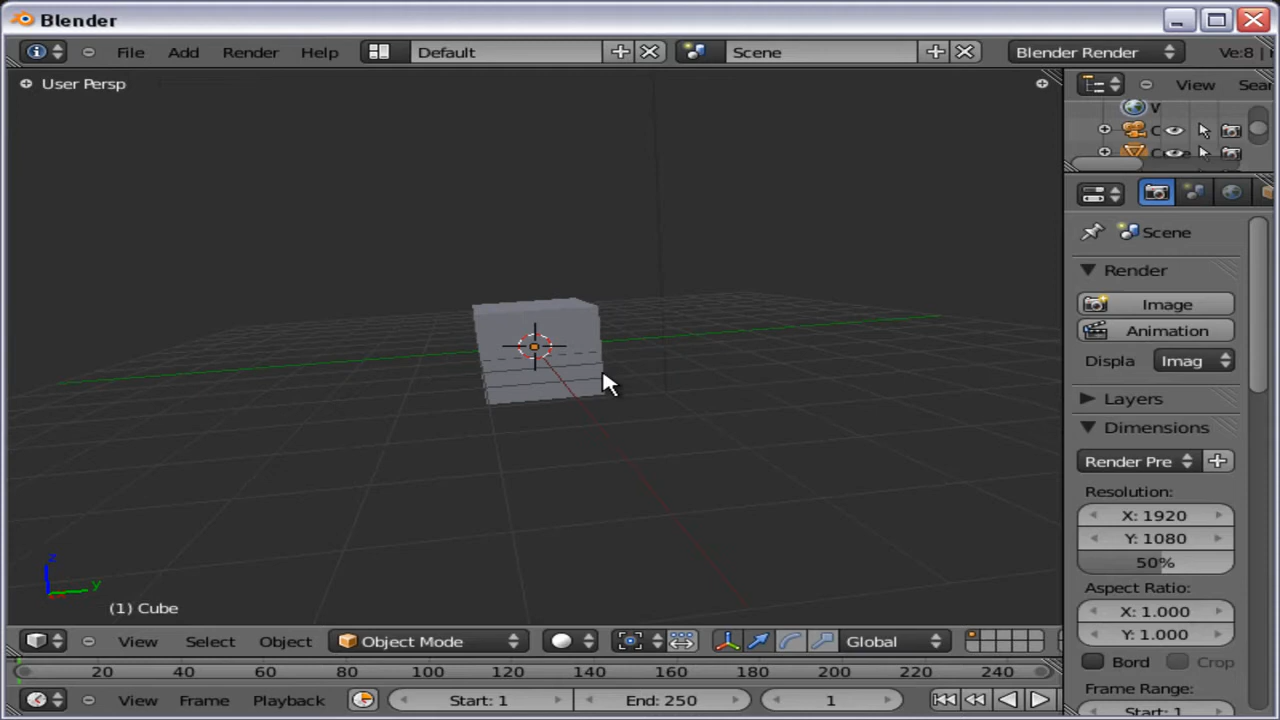 Blender
File Add Render Help Default Scene Blender Render Ve:8 |
User Persp
View Sear
V
C
Scene
Render
Image
Animation
Displa Imag
Layers
Dimensions
Render Pre
Resolution:
X: 1920
Y: 1080
50%
Aspect Ratio:
X: 1.000
Y: 1.000
Bord Crop
Frame Range:
Start: 1
z
y
(1) Cube
View Select Object Object Mode Global
20 40 60 80 100 120 140 160 180 200 220 240
View Frame Playback Start: 1 End: 250 1